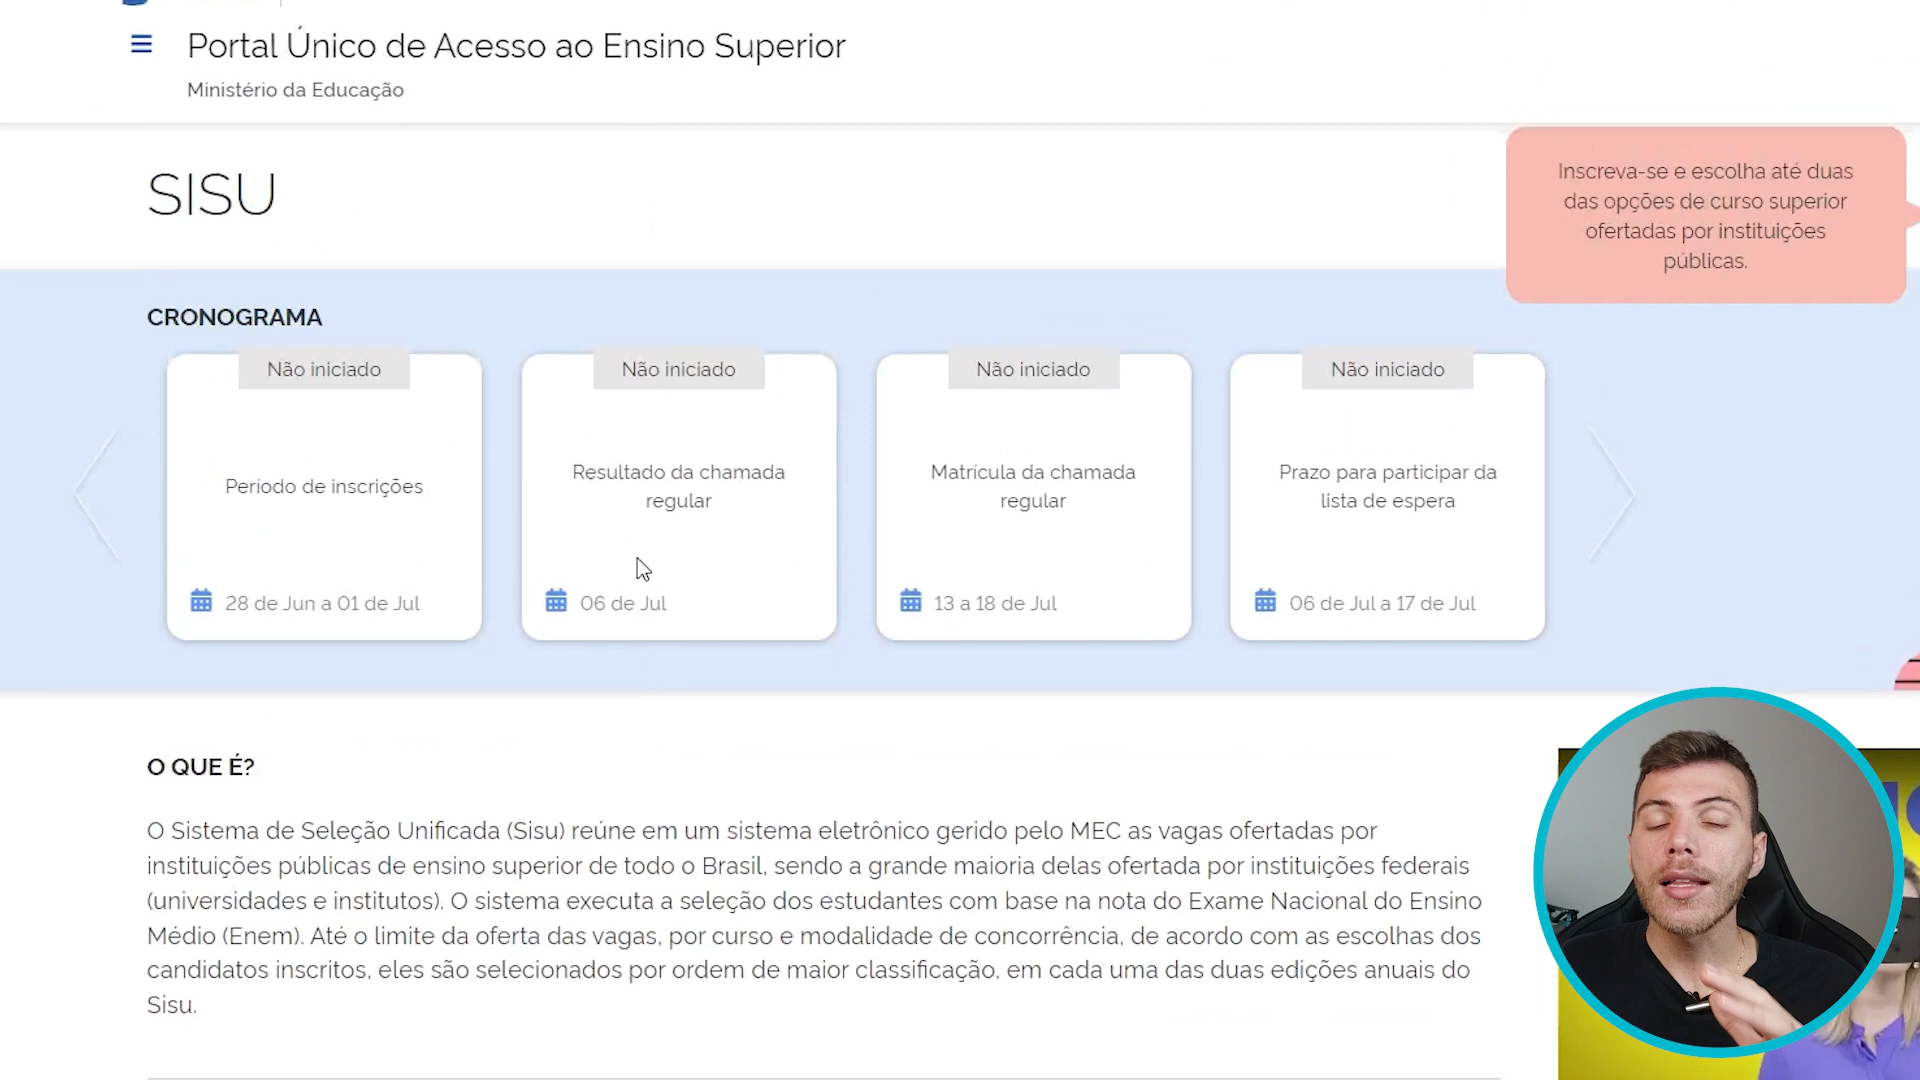 Portal Único de Acesso ao Ensino Superior
Ministério da Educação
SISU
Inscreva-se e escolha até duas
das opções de curso superior
ofertadas por instituições
públicas.
CRONOGRAMA
Não iniciado
Período de inscrições
28 de Jun a 01 de Jul
Não iniciado
Resultado da chamada
regular
06 de Jul
Não iniciado
Matrícula da chamada
regular
13 a 18 de Jul
Não iniciado
Prazo para participar da
lista de espera
06 de Jul a 17 de Jul
O QUE É?
O Sistema de Seleção Unificada (Sisu) reúne em um sistema eletrônico gerido pelo MEC as vagas ofertadas por
instituições públicas de ensino superior de todo o Brasil, sendo a grande maioria delas ofertada por instituições federais
(universidades e institutos). O sistema executa a seleção dos estudantes com base na nota do Exame Nacional do Ensino
Médio (Enem). Até o limite da oferta das vagas, por curso e modalidade de concorrência, de acordo com as escolhas dos
candidatos inscritos, eles são selecionados por ordem de maior classificação, em cada uma das duas edições anuais do
Sisu.